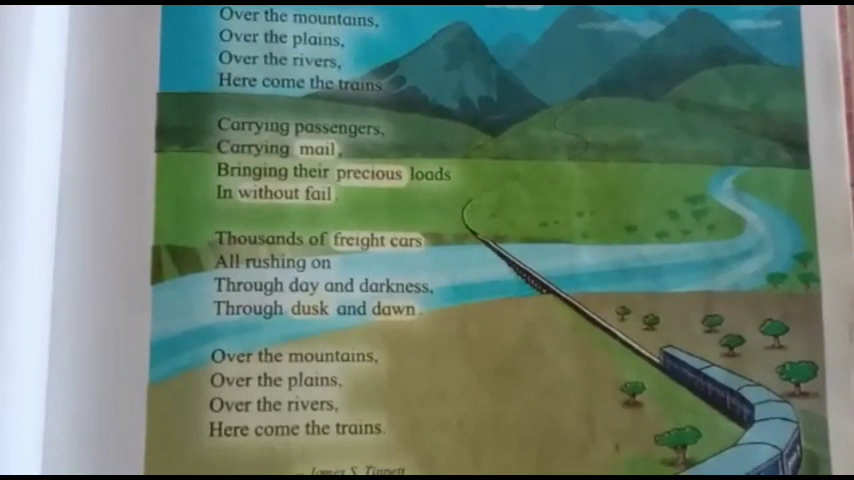 Over the mountains,
Over the plains,
Over the rivers,
Here come the trains
Carrying passengers,
Carrying mail,
Bringing their precious loads
In without fail.
Thousands of freight cars
All rushing on
Through day and darkness,
Through dusk and dawn.
Over the mountains,
Over the plains,
Over the rivers,
Here come the trains.
– James S. Tippett